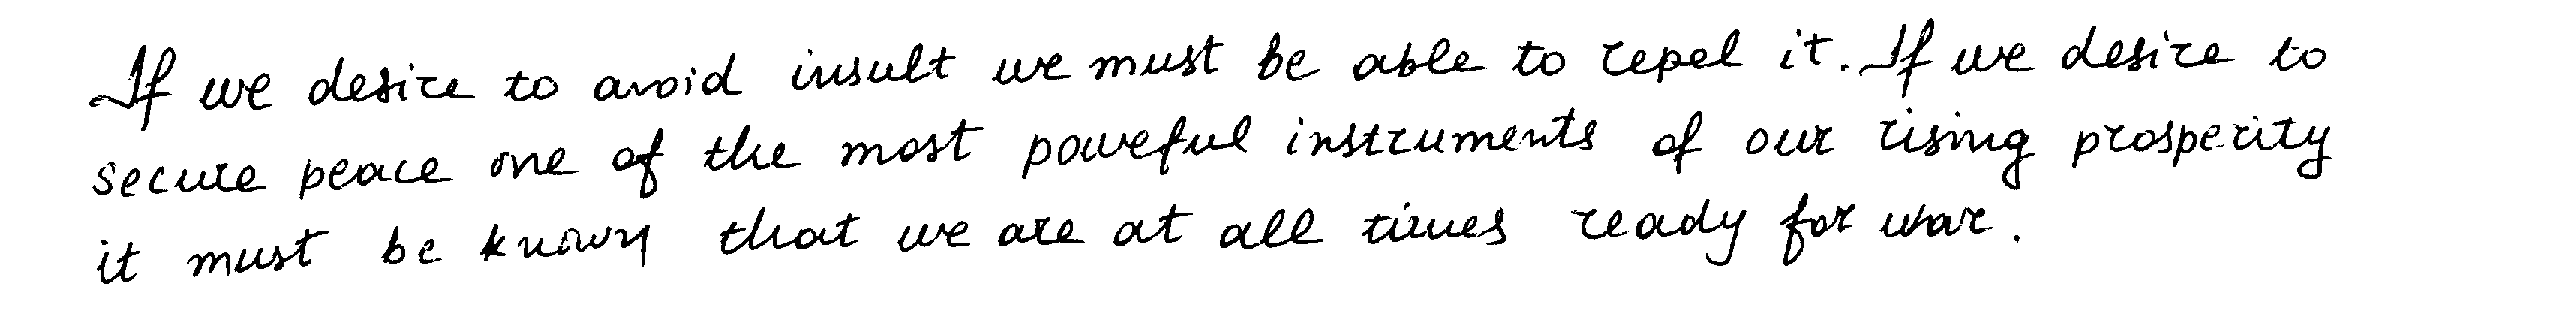 If we desire to avoid insult we must be able to repel it. If we desire to
secure peace one of the most poweful instruments of our rising prosperity
it must be known that we are at all times ready for war.